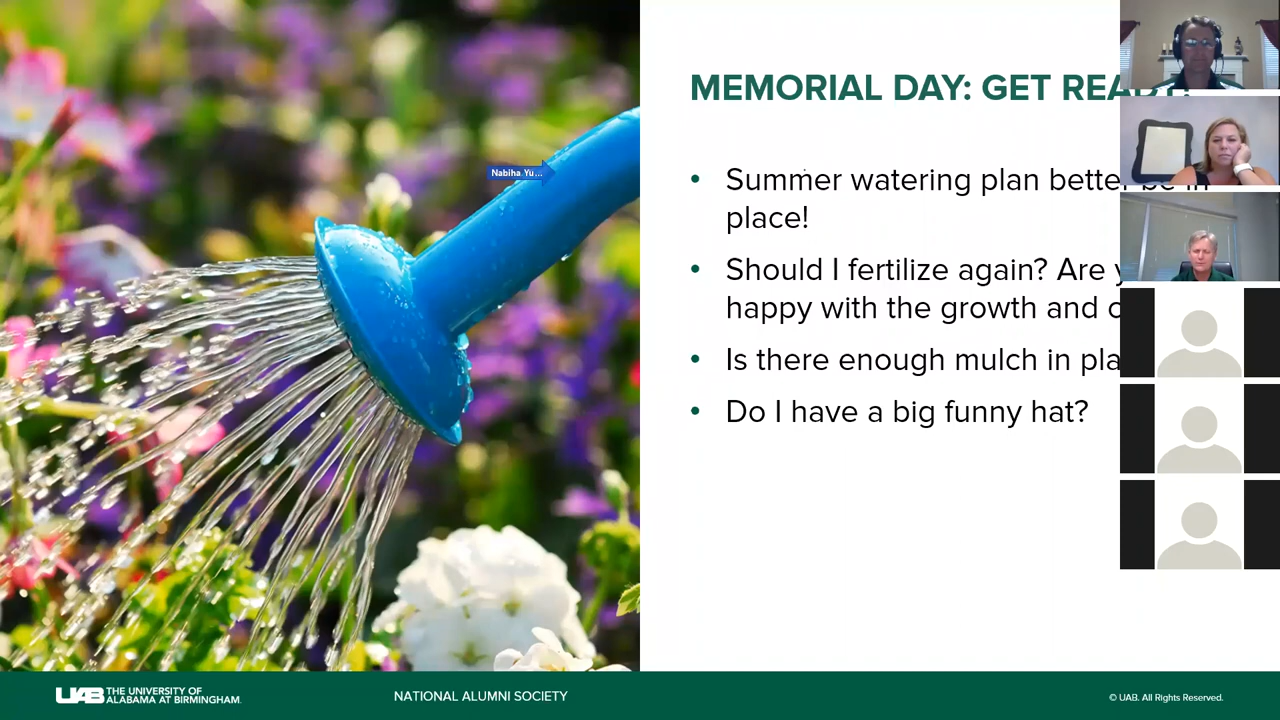 MEMORIAL DAY: GET READY!
Nabiha Yu...
• Summer watering plan better be in
place!
• Should I fertilize again? Are
happy with the growth and
• Is there enough mulch in
• Do I have a big funny hat?
UAB THE UNIVERSITY OF
ALABAMA AT BIRMINGHAM.
NATIONAL ALUMNI SOCIETY
© UAB. All Rights Reserved.